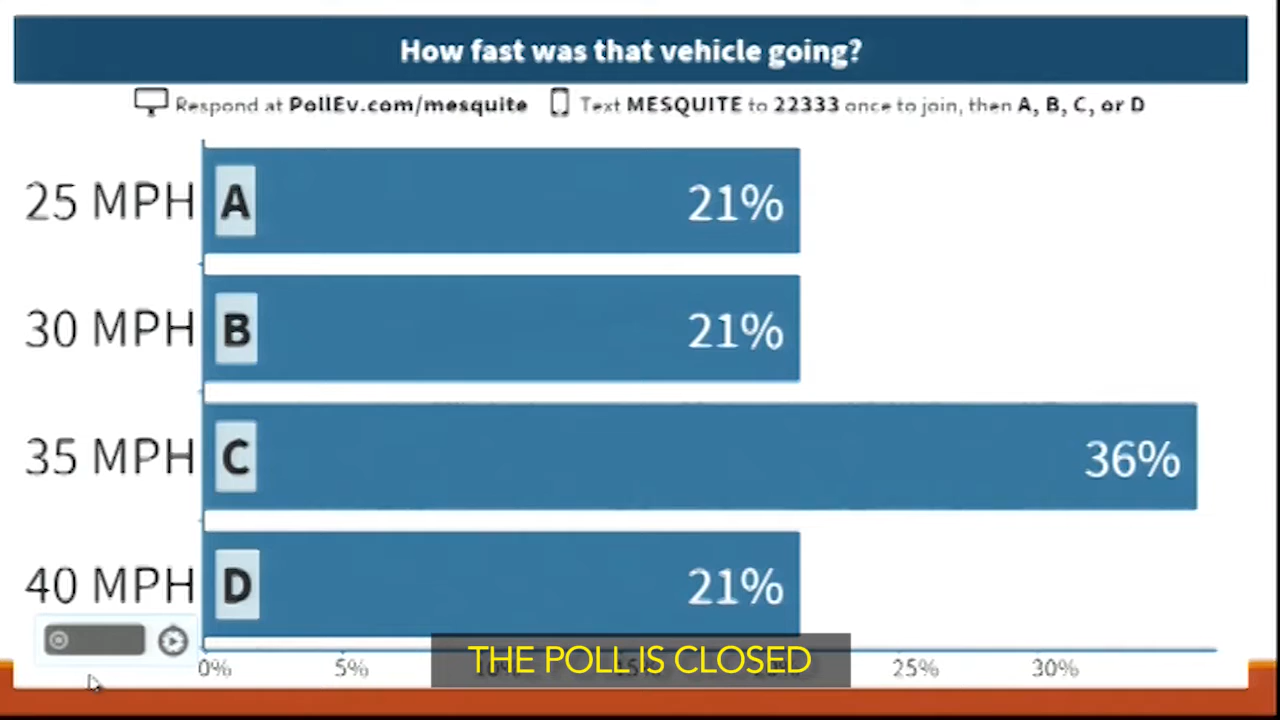 How fast was that vehicle going?
Respond at PollEv.com/mesquite Text MESQUITE to 22333 once to join, then A, B, C, or D
25 MPH A 21%
30 MPH B 21%
35 MPH C 36%
40 MPH D 21%
THE POLL IS CLOSED
0% 5% 25% 30%